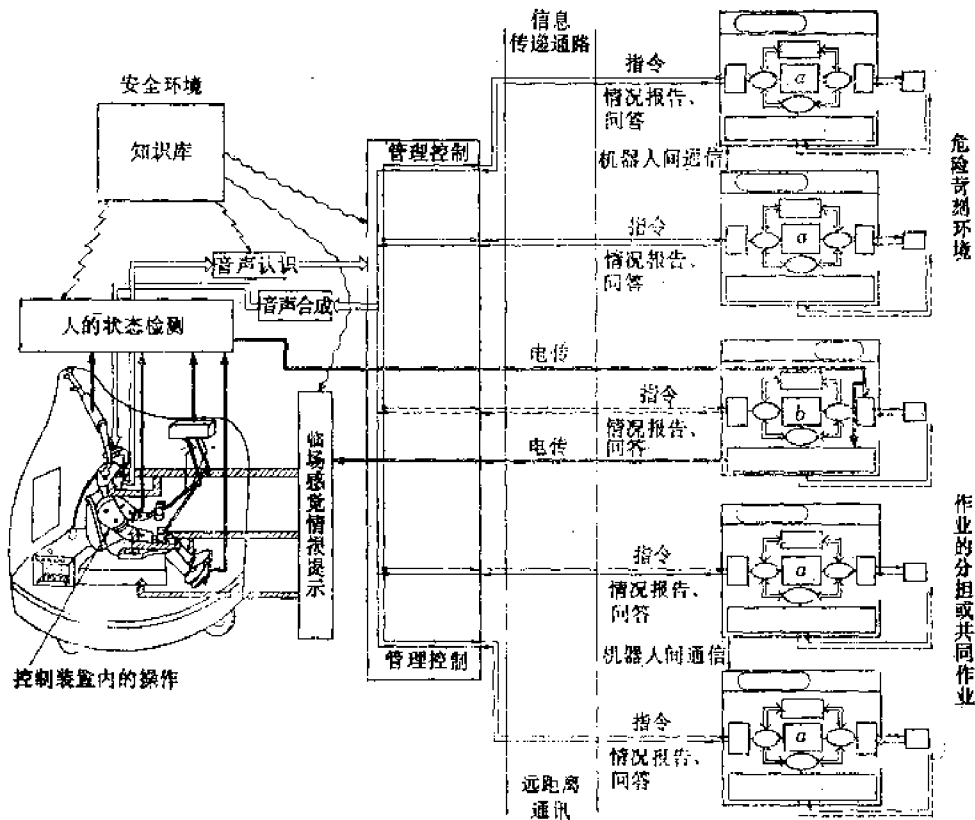 安全环境
知识库
音声认识
音声合成
人的状态检测
临场感觉情报提示
控制装置内的操作
管理控制
管理控制
信息
传递通路
指令
情况报告、
问答
机器人间通信
指令
情况报告、
问答
电传
指令
情况报告、
问答
电传
指令
情况报告、
问答
机器人间通信
指令
情况报告、
问答
远距离
通讯
a
a
b
a
a
危险苛刻环境
作业的分担或共同作业